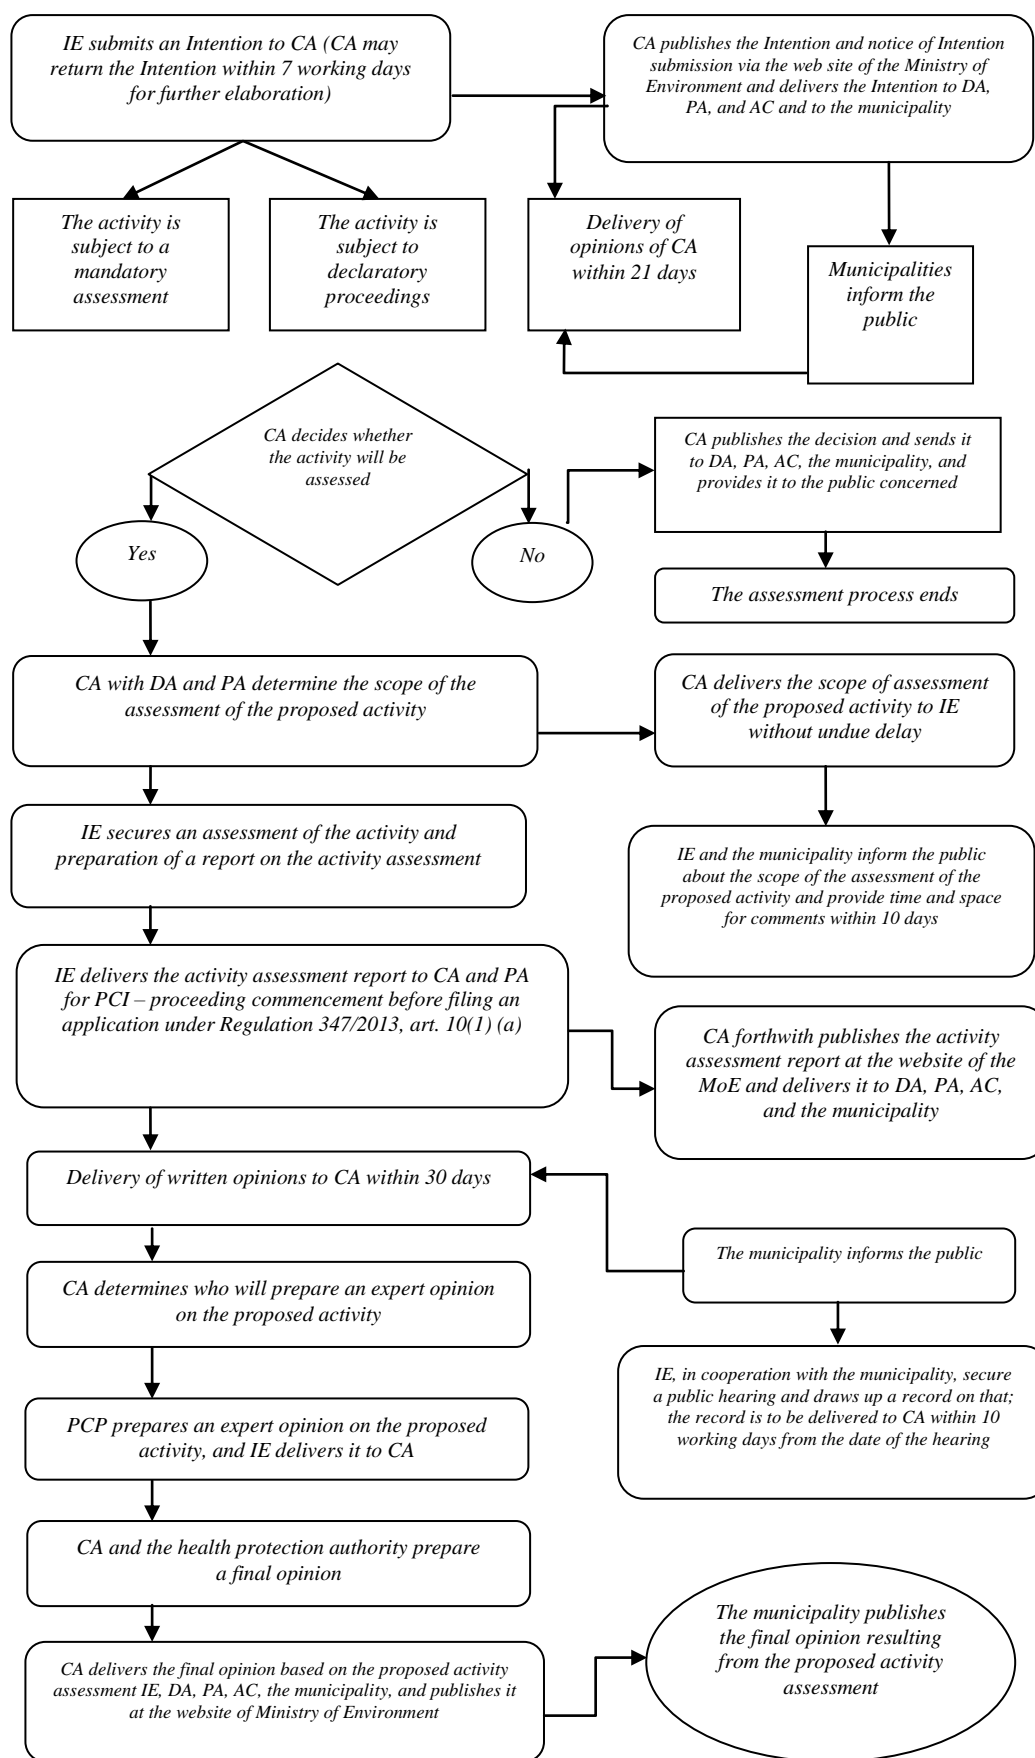 IE submits an Intention to CA (CA may
return the Intention within 7 working days
for further elaboration)
CA publishes the Intention and notice of Intention
submission via the web site of the Ministry of
Environment and delivers the Intention to DA,
PA, and AC and to the municipality
The activity is
subject to a
mandatory
assessment
The activity is
subject to
declaratory
proceedings
Delivery of
opinions of CA
within 21 days
Municipalities
inform the
public
CA decides whether
the activity will be
assessed
CA publishes the decision and sends it
to DA, PA, AC, the municipality, and
provides it to the public concerned
Yes
No
The assessment process ends
CA with DA and PA determine the scope of the
assessment of the proposed activity
CA delivers the scope of assessment
of the proposed activity to IE
without undue delay
IE secures an assessment of the activity and
preparation of a report on the activity assessment
IE and the municipality inform the public
about the scope of the assessment of the
proposed activity and provide time and space
for comments within 10 days
IE delivers the activity assessment report to CA and PA
for PCI – proceeding commencement before filing an
application under Regulation 347/2013, art. 10(1) (a)
CA forthwith publishes the activity
assessment report at the website of the
MoE and delivers it to DA, PA, AC,
and the municipality
Delivery of written opinions to CA within 30 days
The municipality informs the public
CA determines who will prepare an expert opinion
on the proposed activity
IE, in cooperation with the municipality, secure
a public hearing and draws up a record on that;
the record is to be delivered to CA within 10
working days from the date of the hearing
PCP prepares an expert opinion on the proposed
activity, and IE delivers it to CA
CA and the health protection authority prepare
a final opinion
The municipality publishes
the final opinion resulting
from the proposed activity
assessment
CA delivers the final opinion based on the proposed activity
assessment IE, DA, PA, AC, the municipality, and publishes it
at the website of Ministry of Environment